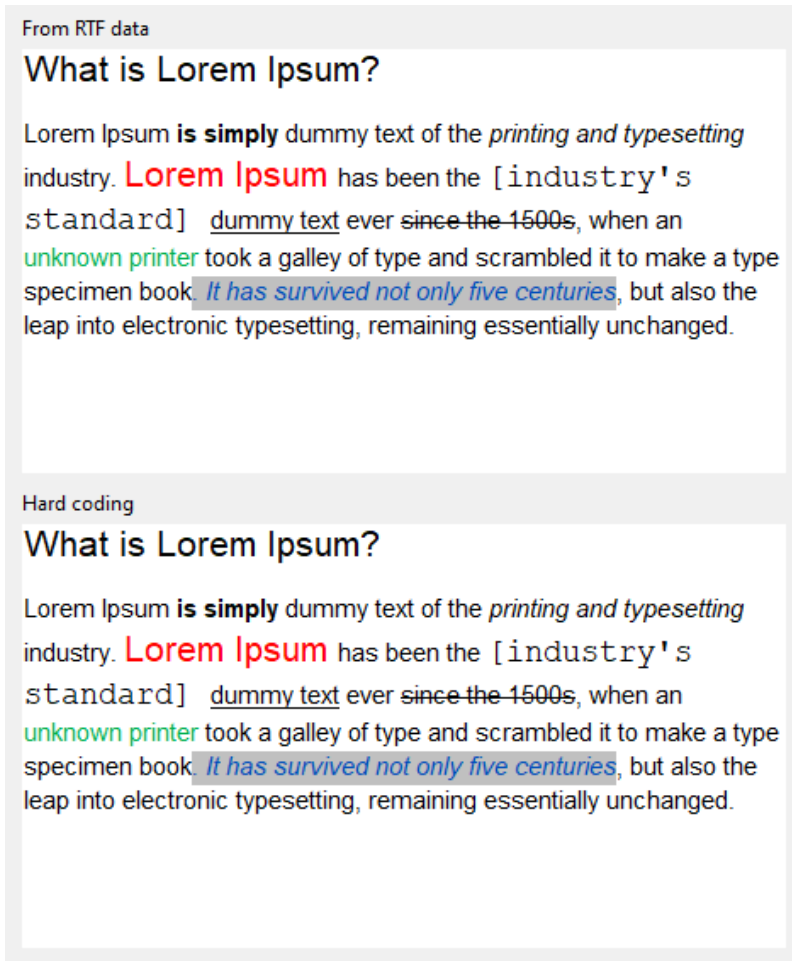 From RTF data
What is Lorem Ipsum?
Lorem Ipsum is simply dummy text of the printing and typesetting
industry. Lorem Ipsum has been the [industry's
standard] dummy text ever since the 1500s, when an
unknown printer took a galley of type and scrambled it to make a type
specimen book. It has survived not only five centuries, but also the
leap into electronic typesetting, remaining essentially unchanged.
Hard coding
What is Lorem Ipsum?
Lorem Ipsum is simply dummy text of the printing and typesetting
industry. Lorem Ipsum has been the [industry's
standard] dummy text ever since the 1500s, when an
unknown printer took a galley of type and scrambled it to make a type
specimen book. It has survived not only five centuries, but also the
leap into electronic typesetting, remaining essentially unchanged.